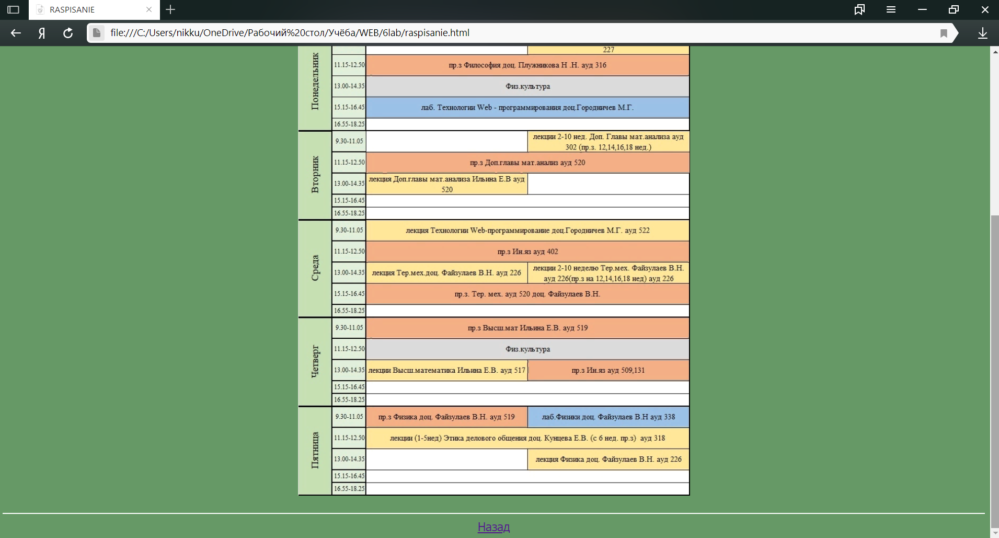 RASPISANIE
file:///C:/Users/nikku/OneDrive/Рабочий%20стол/Учёба/WEB/6lab/raspisanie.html
Понедельник
227
11.15-12.50 пр.з Философия доц. Плужникова Н .Н. ауд 316
13.00-14.35 Физ.культура
15.15-16.45 лаб. Технологии Web - программирования доц.Городничев М.Г.
16.55-18.25
Вторник
9.30-11.05 лекции 2-10 нед. Доп. Главы мат.анализа ауд
302 (пр.з. 12,14,16,18 нед.)
11.15-12.50 пр.з Доп.главы мат.анализ ауд 520
13.00-14.35 лекция Доп.главы мат.анализа Ильина Е.В ауд
520
15.15-16.45
16.55-18.25
Среда
9.30-11.05 лекция Технологии Web-программирование доц.Городничев М.Г. ауд 522
11.15-12.50 пр.з Ин.яз ауд 402
13.00-14.35 лекция Тер.мех.доц. Файзулаев В.Н. ауд 226 лекции 2-10 неделю Тер.мех. Файзулаев В.Н.
ауд 226(пр.з на 12,14,16,18 нед) ауд 226
15.15-16.45 пр.з. Тер. мех. ауд 520 доц. Файзулаев В.Н.
16.55-18.25
Четверг
9.30-11.05 пр.з Высш.мат Ильина Е.В. ауд 519
11.15-12.50 Физ.культура
13.00-14.35 лекции Высш.математика Ильина Е.В. ауд 517 пр.з Ин.яз ауд 509,131
15.15-16.45
16.55-18.25
Пятница
9.30-11.05 пр.з Физика доц. Файзулаев В.Н. ауд 519 лаб.Физики доц. Файзулаев В.Н ауд 338
11.15-12.50 лекции (1-5нед) Этика делового общения доц. Кунцева Е.В. (с 6 нед. пр.з) ауд 318
13.00-14.35 лекция Физика доц. Файзулаев В.Н. ауд 226
15.15-16.45
16.55-18.25
Назад